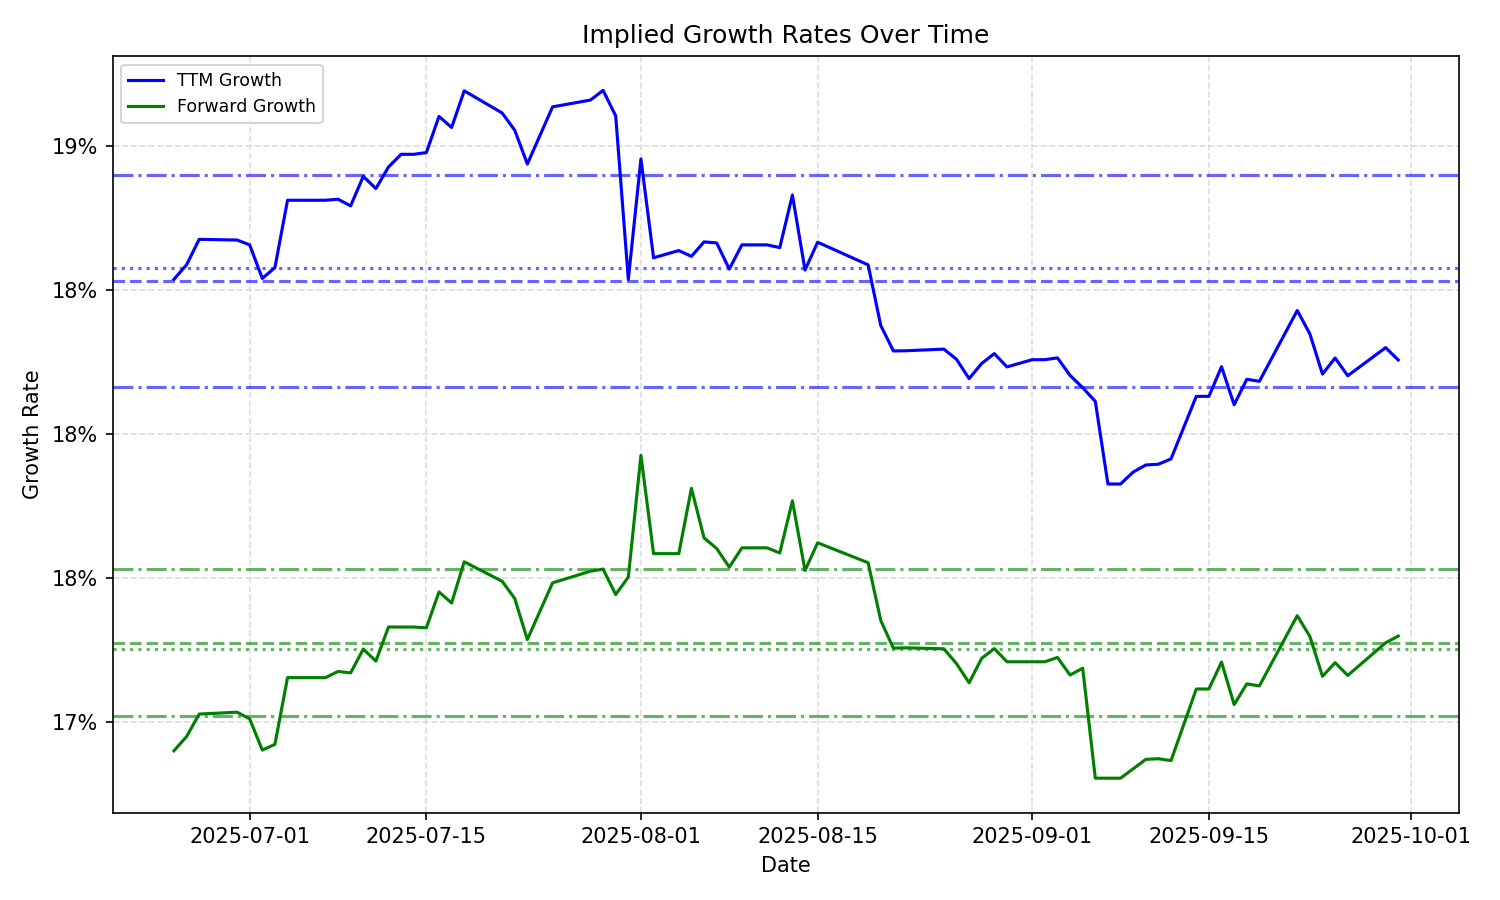 Implied Growth Rates Over Time
TTM Growth
Forward Growth
19%
18%
18%
18%
17%
Growth Rate
2025-07-01
2025-07-15
2025-08-01
2025-08-15
2025-09-01
2025-09-15
2025-10-01
Date